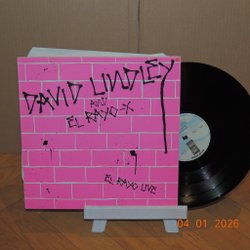 DAVID LINDLEY
AND
EL RAYO-X
EL RAYO LIVE
04 01 2026